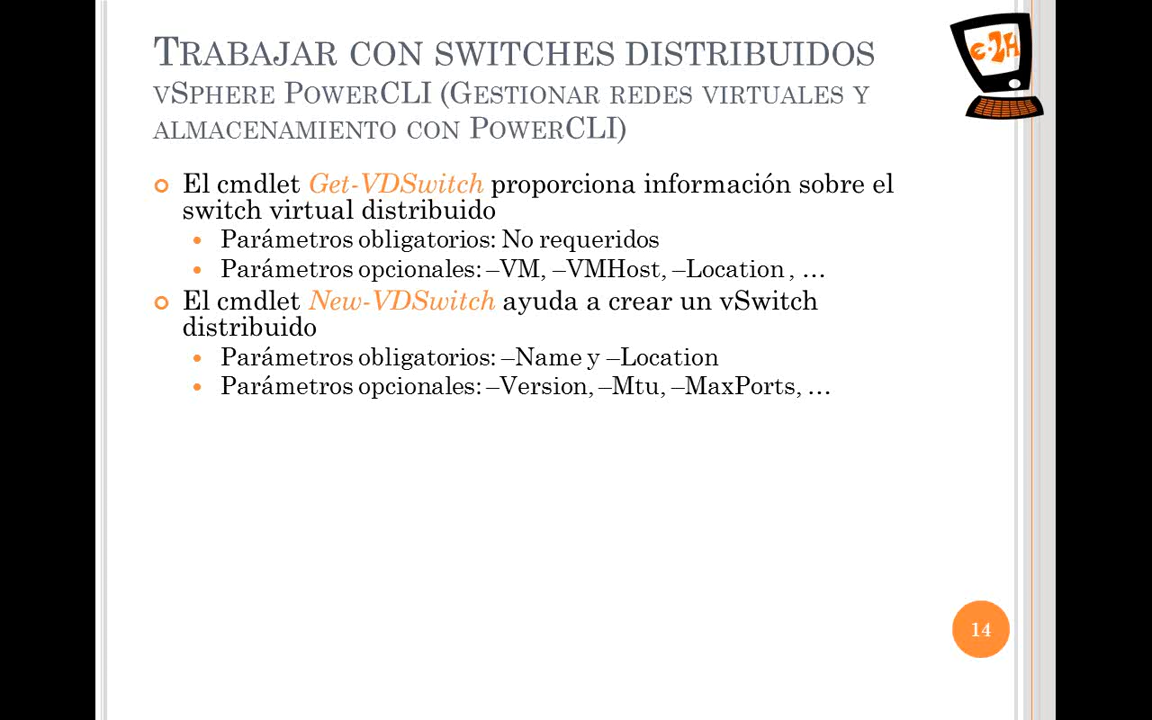 TRABAJAR CON SWITCHES DISTRIBUIDOS
VSPHERE POWERCLI (GESTIONAR REDES VIRTUALES Y
ALMACENAMIENTO CON POWERCLI)
e-2H
El cmdlet Get-VDSwitch proporciona información sobre el
switch virtual distribuido
Parámetros obligatorios: No requeridos
Parámetros opcionales: –VM, –VMHost, –Location , …
El cmdlet New-VDSwitch ayuda a crear un vSwitch
distribuido
Parámetros obligatorios: –Name y –Location
Parámetros opcionales: –Version, –Mtu, –MaxPorts, …
14